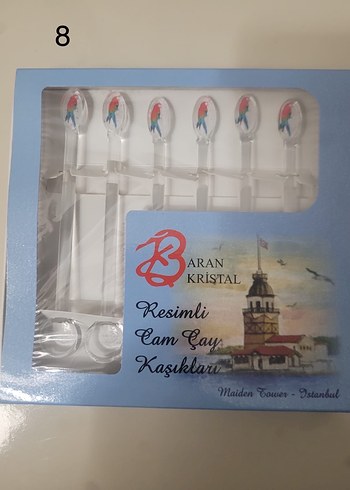 8
BARAN
KRİSTAL
Resimli
Cam Çay
Kaşıkları
Maiden Tower - Istanbul